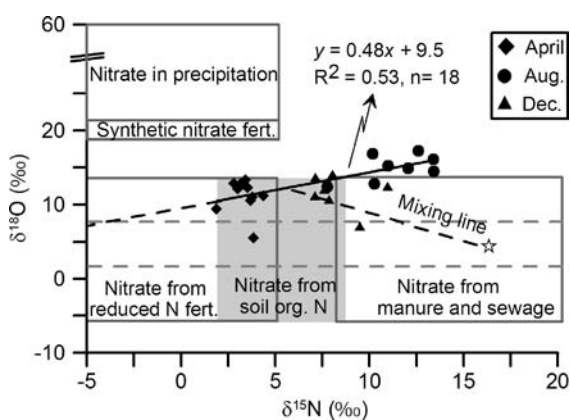 60
20
10
0
-10
δ¹⁸O (‰)
Nitrate in precipitation
Synthetic nitrate fert.
y = 0.48x + 9.5
R² = 0.53, n= 18
April
Aug.
Dec.
Mixing line
Nitrate from
reduced N fert.
Nitrate from
soil org. N
Nitrate from
manure and sewage
-5 0 5 10 15 20
δ¹⁵N (‰)